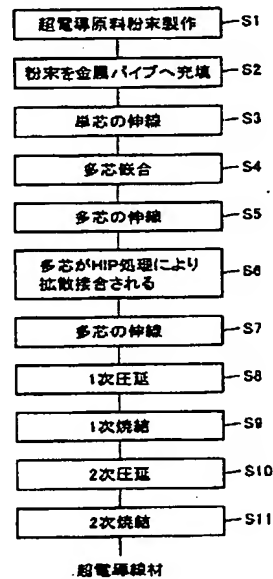 超電導原料粉末製作 S1
粉末を金属パイプへ充填 S2
単芯の伸線 S3
多芯嵌合 S4
多芯の伸線 S5
多芯がHIP処理により
拡散接合される S6
多芯の伸線 S7
1次圧延 S8
1次焼結 S9
2次圧延 S10
2次焼結 S11
超電導線材